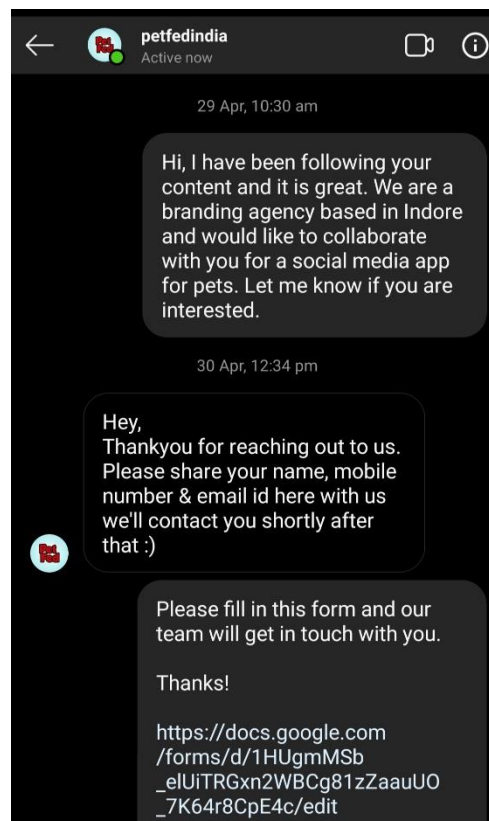 petfedindia
Active now
29 Apr, 10:30 am
Hi, I have been following your
content and it is great. We are a
branding agency based in Indore
and would like to collaborate
with you for a social media app
for pets. Let me know if you are
interested.
30 Apr, 12:34 pm
Hey,
Thankyou for reaching out to us.
Please share your name, mobile
number & email id here with us
we'll contact you shortly after
that :)
Pet
Fed
Please fill in this form and our
team will get in touch with you.
Thanks!
https://docs.google.com
/forms/d/1HUgmMSb
_elUiTRGxn2WBCg81zZaauUO
_7K64r8CpE4c/edit